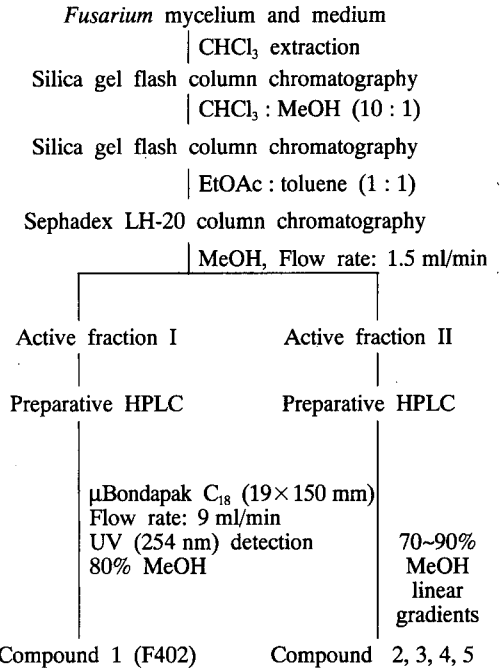 Fusarium mycelium and medium
CHCl₃ extraction
Silica gel flash column chromatography
CHCl₃ : MeOH (10 : 1)
Silica gel flash column chromatography
EtOAc : toluene (1 : 1)
Sephadex LH-20 column chromatography
MeOH, Flow rate: 1.5 ml/min
Active fraction I
Active fraction II
Preparative HPLC
Preparative HPLC
μBondapak C₁₈ (19×150 mm)
Flow rate: 9 ml/min
UV (254 nm) detection
80% MeOH
70~90%
MeOH
linear
gradients
Compound 1 (F402)
Compound 2, 3, 4, 5